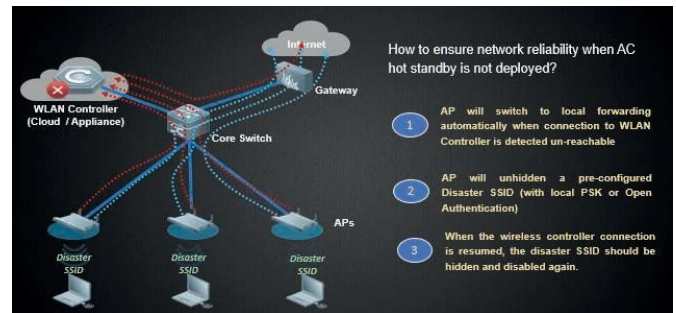 Internet
How to ensure network reliability when AC
hot standby is not deployed?
Gateway
WLAN Controller
(Cloud / Appliance)
Core Switch
1
AP will switch to local forwarding
automatically when connection to WLAN
Controller is detected un-reachable
2
AP will unhidden a pre-configured
Disaster SSID (with local PSK or Open
Authentication)
APs
3
When the wireless controller connection
is resumed, the disaster SSID should be
hidden and disabled again.
Disaster
SSID
Disaster
SSID
Disaster
SSID